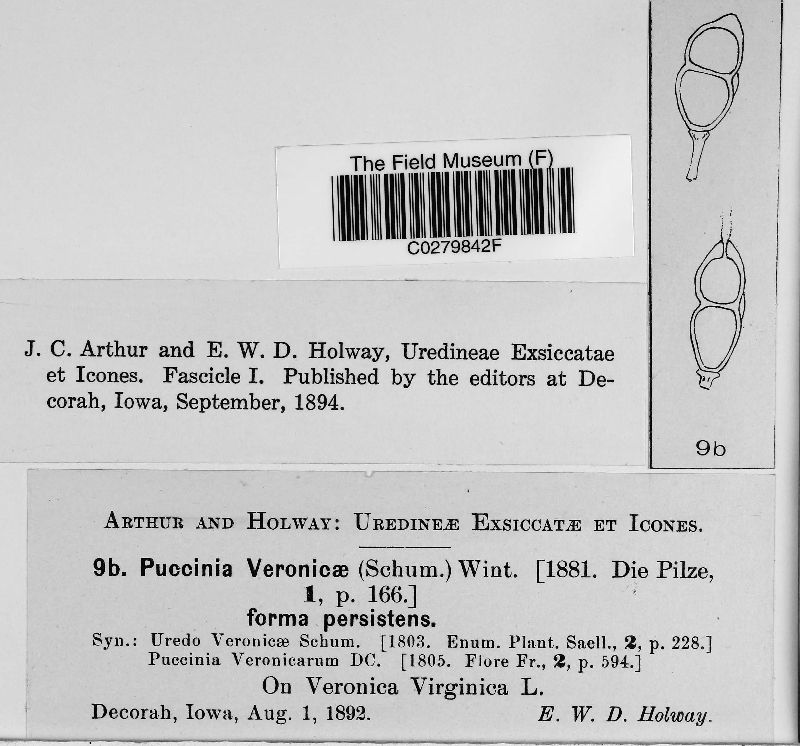 The Field Museum (F)
C0279842F
J. C. Arthur and E. W. D. Holway, Uredineae Exsiccatae
et Icones. Fascicle I. Published by the editors at De-
corah, Iowa, September, 1894.
9b
ARTHUR AND HOLWAY: UREDINEÆ EXSICCATÆ ET ICONES.
9b. Puccinia Veronicæ (Schum.) Wint. [1881. Die Pilze,
1, p. 166.]
forma persistens.
Syn.: Uredo Veronicæ Schum. [1803. Enum. Plant. Saell., 2, p. 228.]
Puccinia Veronicarum DC. [1805. Flore Fr., 2, p. 594.]
On Veronica Virginica L.
Decorah, Iowa, Aug. 1, 1892. E. W. D. Holway.